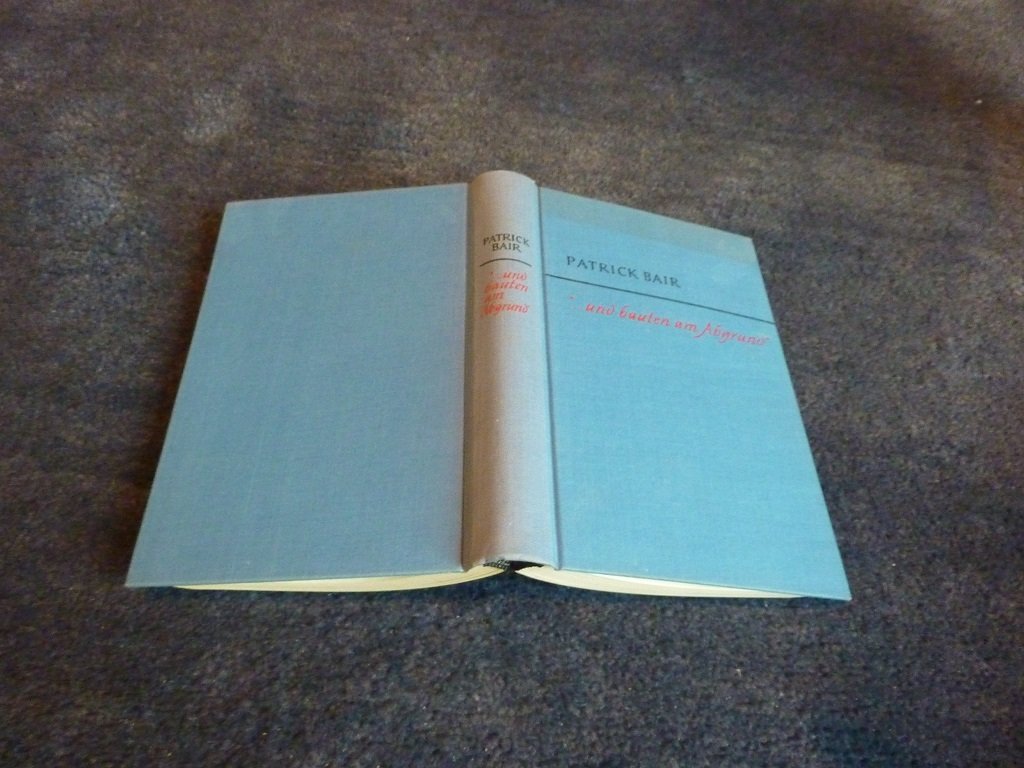 PATRICK
BAIR
...und
bauten
am
Abgrund
PATRICK BAIR
...und bauten am Abgrund